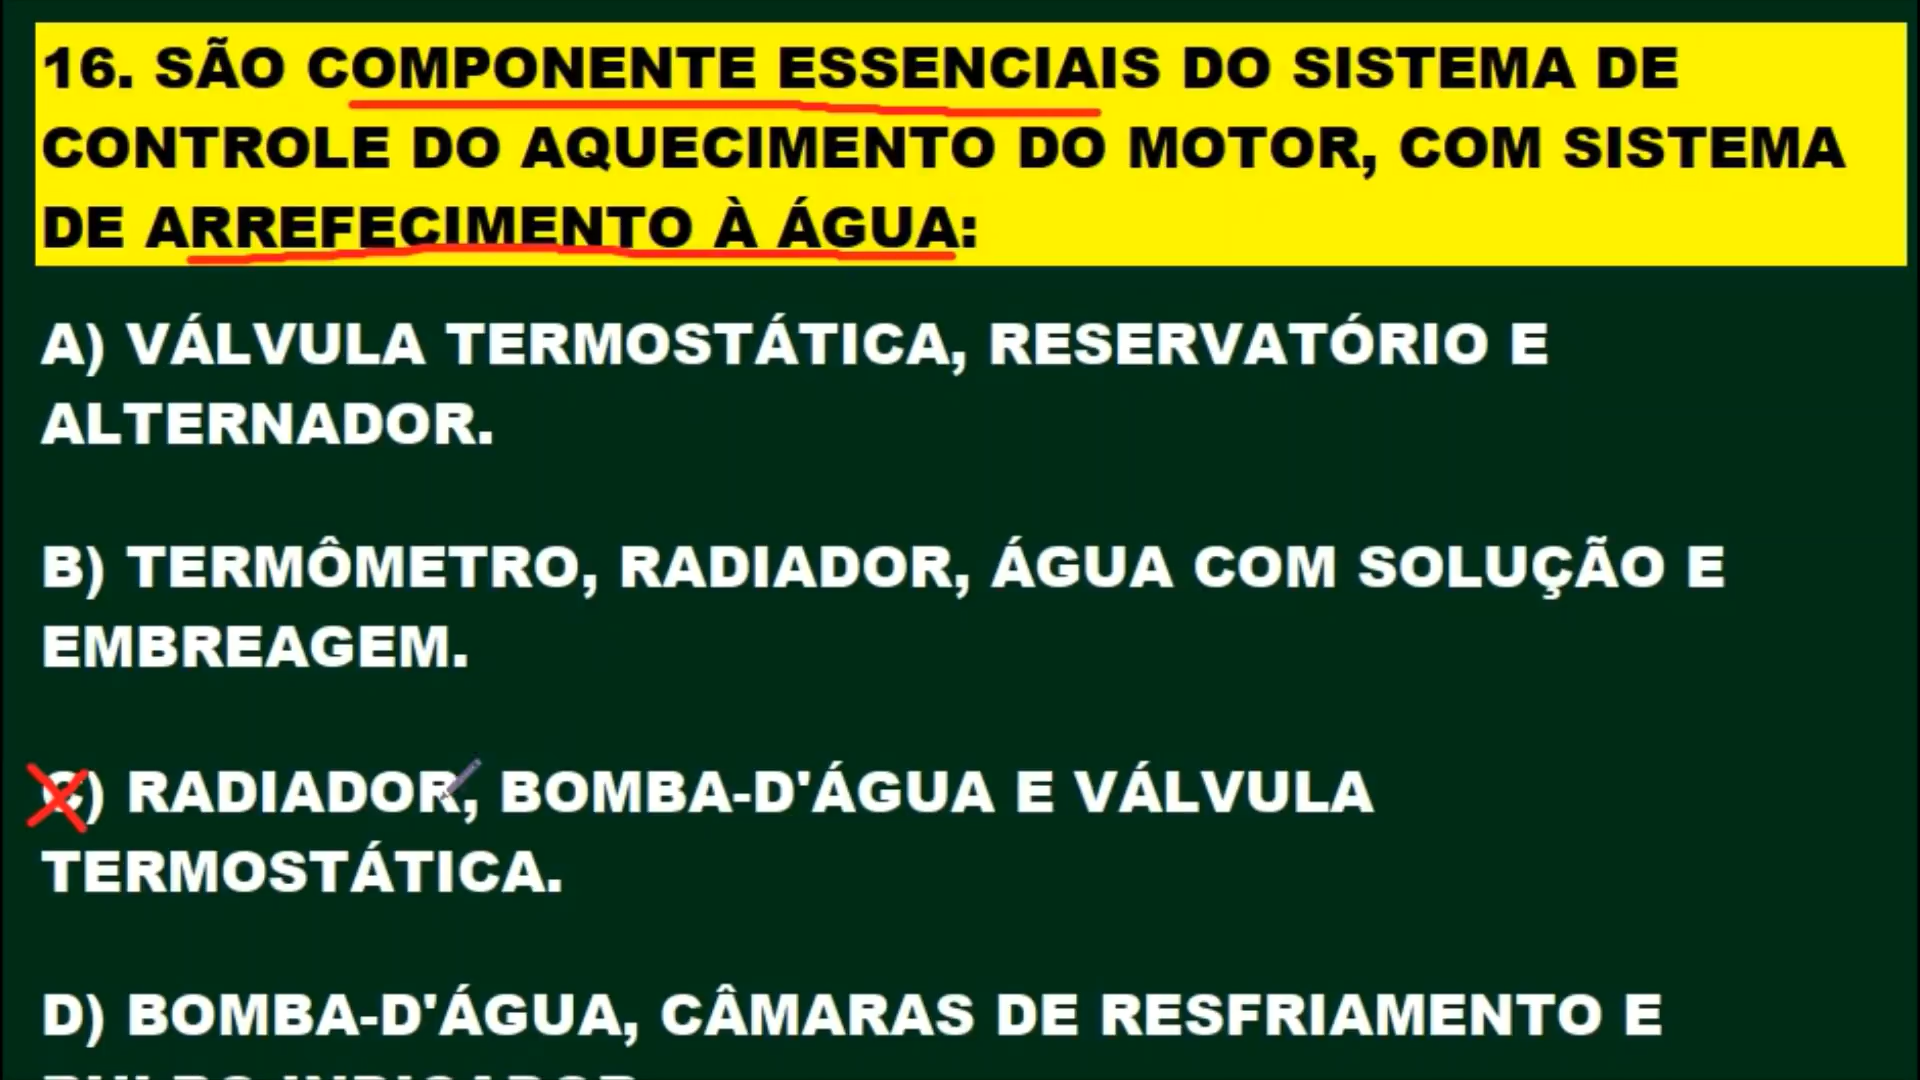 16. SÃO COMPONENTE ESSENCIAIS DO SISTEMA DE
CONTROLE DO AQUECIMENTO DO MOTOR, COM SISTEMA
DE ARREFECIMENTO À ÁGUA:
A) VÁLVULA TERMOSTÁTICA, RESERVATÓRIO E
ALTERNADOR.
B) TERMÔMETRO, RADIADOR, ÁGUA COM SOLUÇÃO E
EMBREAGEM.
C) RADIADOR, BOMBA-D'ÁGUA E VÁLVULA
TERMOSTÁTICA.
D) BOMBA-D'ÁGUA, CÂMARAS DE RESFRIAMENTO E